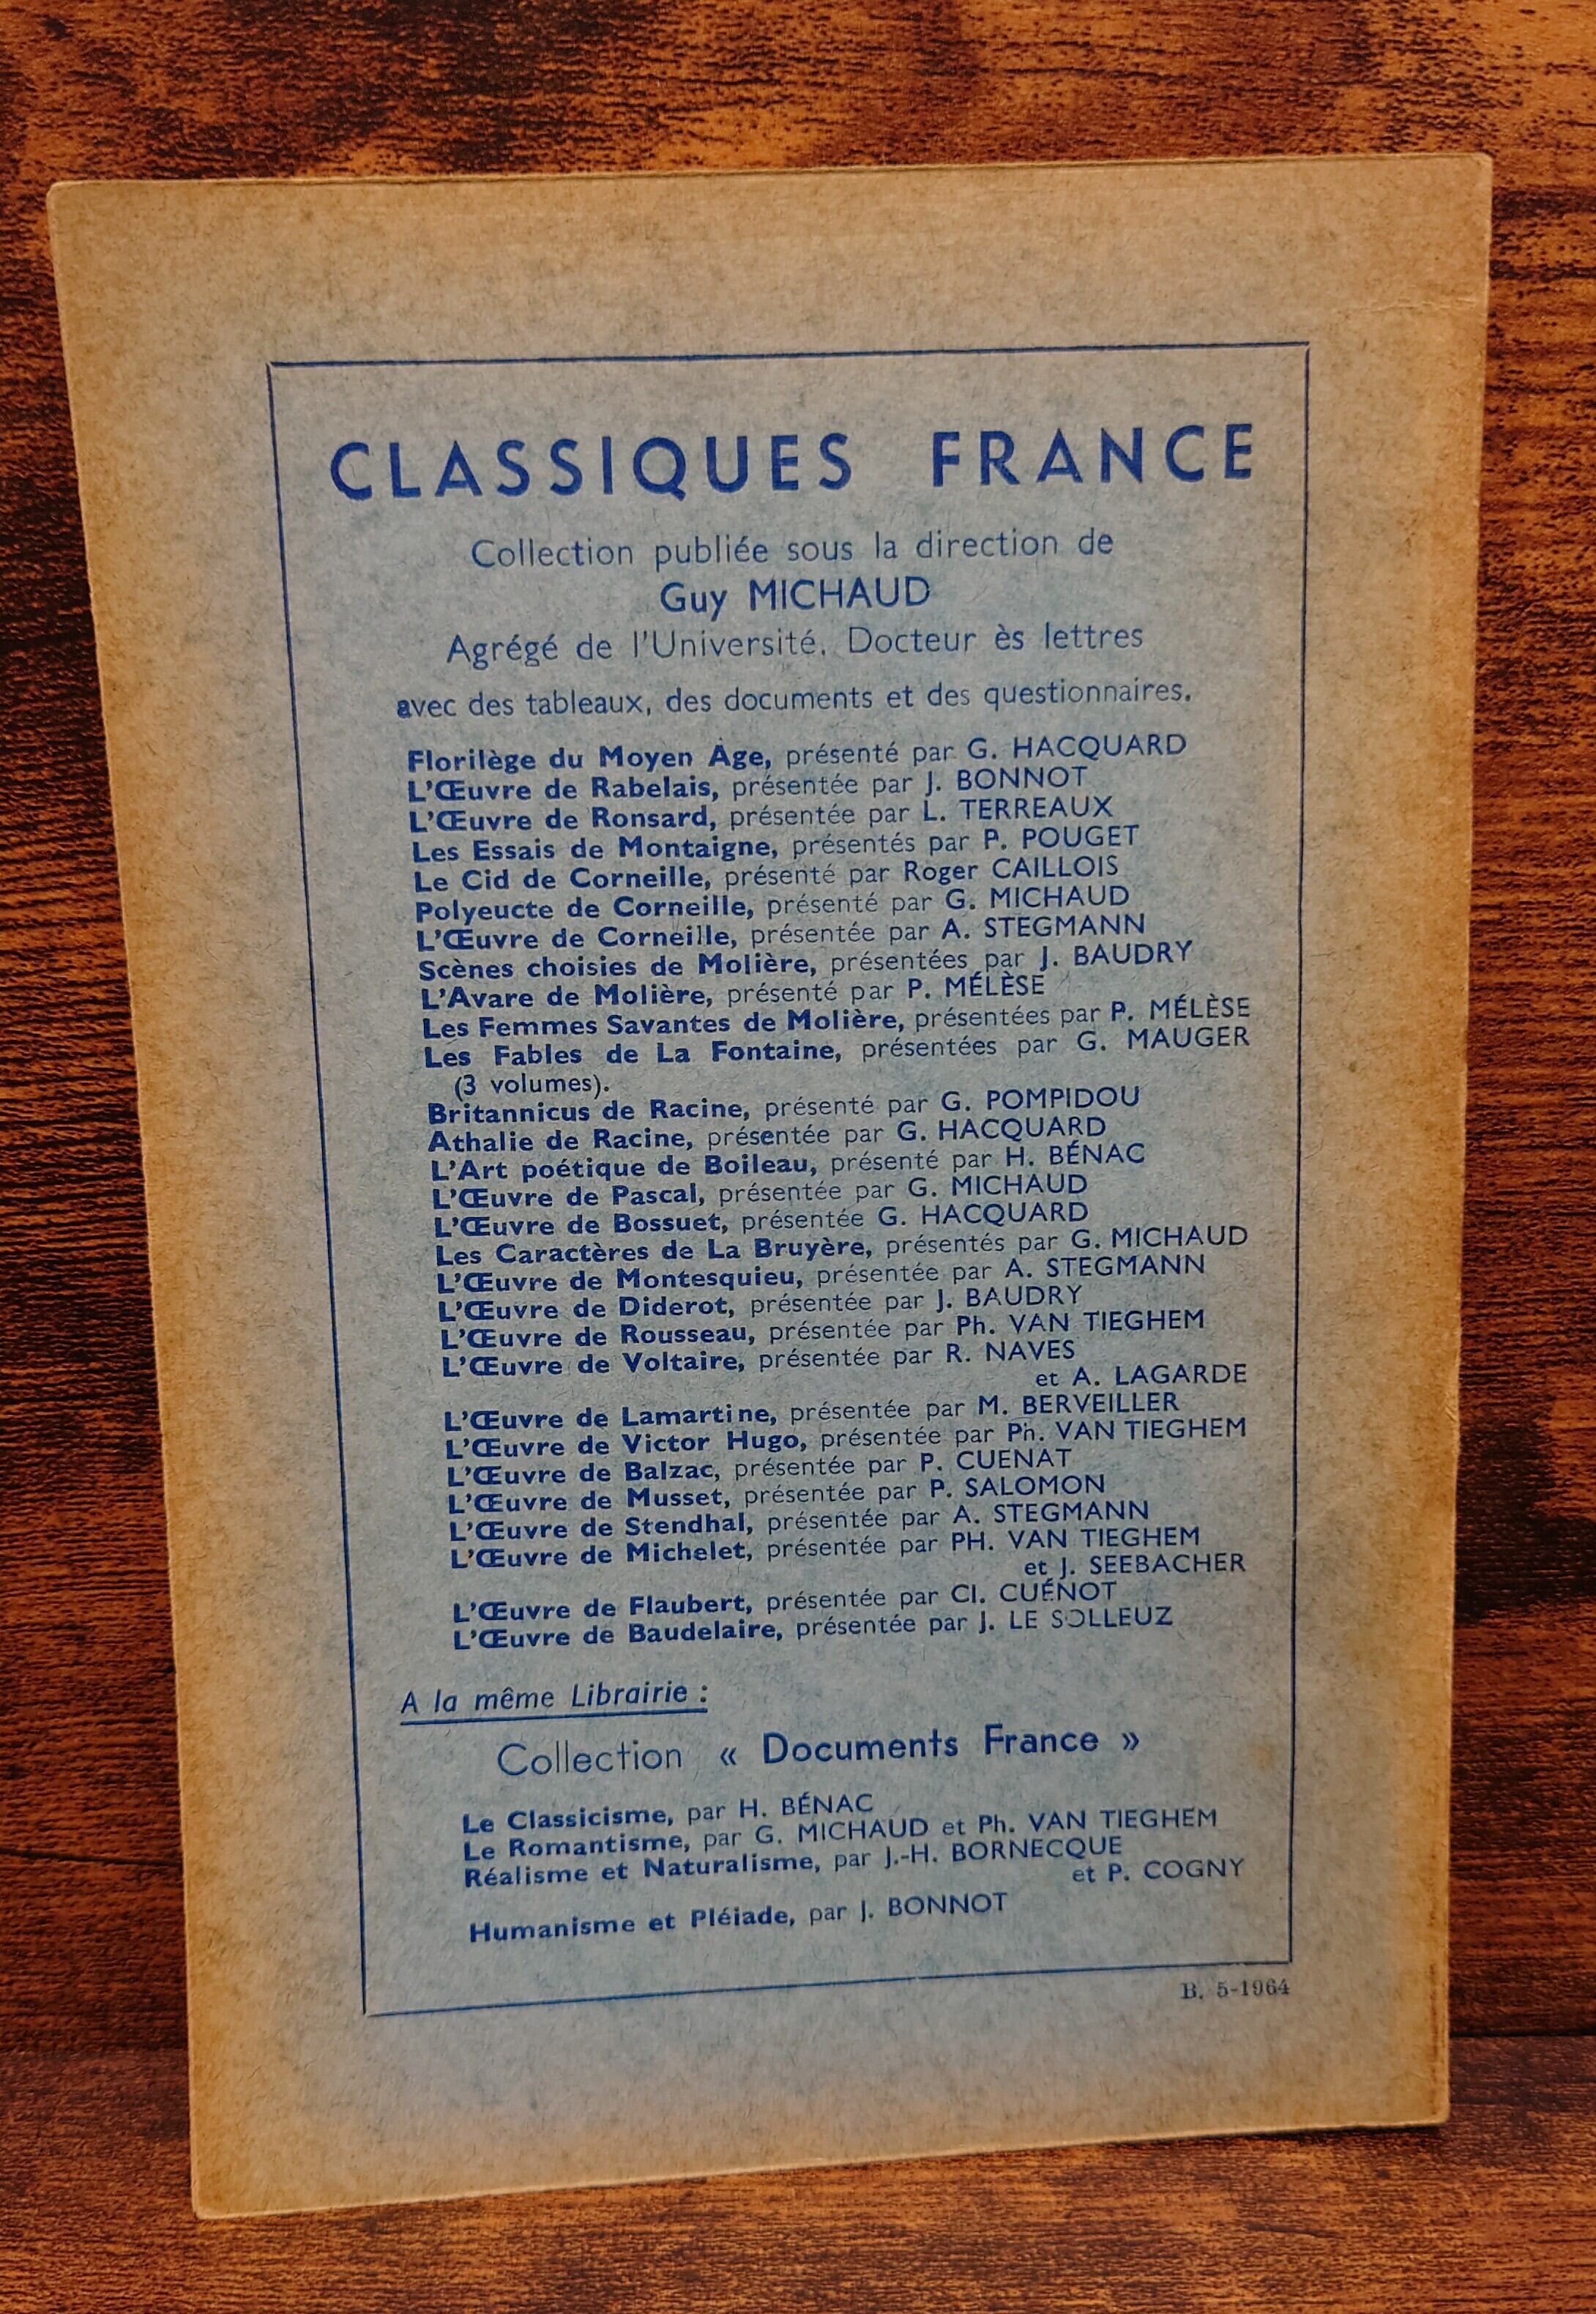 CLASSIQUES FRANCE
Collection publiée sous la direction de
Guy MICHAUD
Agrégé de l'Université, Docteur ès lettres
avec des tableaux, des documents et des questionnaires.
Florilège du Moyen Age, présenté par G. HACQUARD
L'Œuvre de Rabelais, présentée par J. BONNOT
L'Œuvre de Ronsard, présentée par L. TERREAUX
Les Essais de Montaigne, présentés par P. POUGET
Le Cid de Corneille, présenté par Roger CAILLOIS
Polyeucte de Corneille, présenté par G. MICHAUD
L'Œuvre de Corneille, présentée par A. STEGMANN
Scènes choisies de Molière, présentées par J. BAUDRY
L'Avare de Molière, présenté par P. MÉLÈSE
Les Femmes Savantes de Molière, présentées par P. MÉLÈSE
Les Fables de La Fontaine, présentées par G. MAUGER
(3 volumes).
Britannicus de Racine, présenté par G. POMPIDOU
Athalie de Racine, présentée par G. HACQUARD
L'Art poétique de Boileau, présenté par H. BÉNAC
L'Œuvre de Pascal, présentée par G. MICHAUD
L'Œuvre de Bossuet, présentée G. HACQUARD
Les Caractères de La Bruyère, présentés par G. MICHAUD
L'Œuvre de Montesquieu, présentée par A. STEGMANN
L'Œuvre de Diderot, présentée par J. BAUDRY
L'Œuvre de Rousseau, présentée par Ph. VAN TIEGHEM
L'Œuvre de Voltaire, présentée par R. NAVES
et A. LAGARDE
L'Œuvre de Lamartine, présentée par M. BERVEILLER
L'Œuvre de Victor Hugo, présentée par Ph. VAN TIEGHEM
L'Œuvre de Balzac, présentée par P. CUENAT
L'Œuvre de Musset, présentée par P. SALOMON
L'Œuvre de Stendhal, présentée par A. STEGMANN
L'Œuvre de Michelet, présentée par PH. VAN TIEGHEM
et J. SEEBACHER
L'Œuvre de Flaubert, présentée par Cl. CUÉNOT
L'Œuvre de Baudelaire, présentée par J. LE SOLLEUZ
A la même Librairie :
Collection « Documents France »
Le Classicisme, par H. BÉNAC
Le Romantisme, par G. MICHAUD et Ph. VAN TIEGHEM
Réalisme et Naturalisme, par J.-H. BORNECQUE
et P. COGNY
Humanisme et Pléiade, par J. BONNOT
B. 5-1964